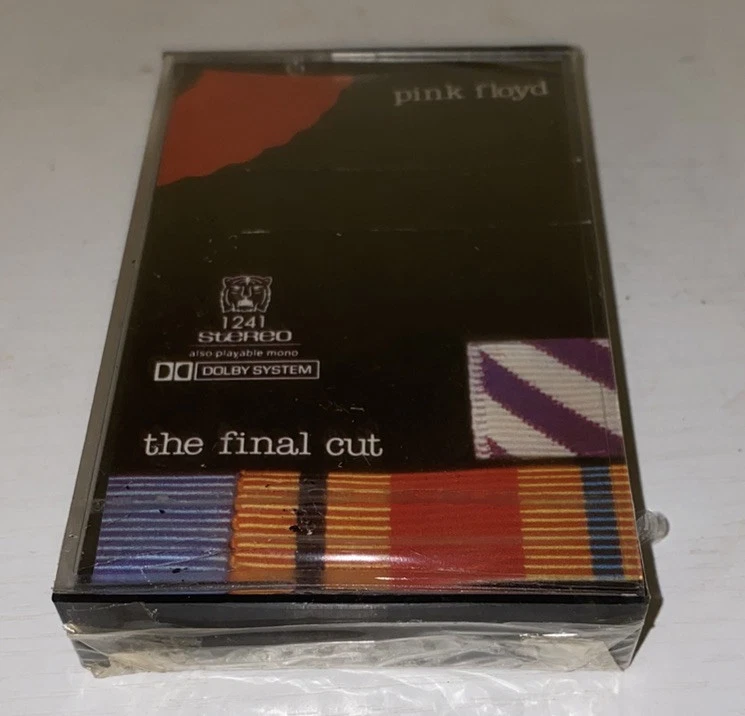 pink floyd
1241
stereo
also playable mono
DOLBY SYSTEM
the final cut